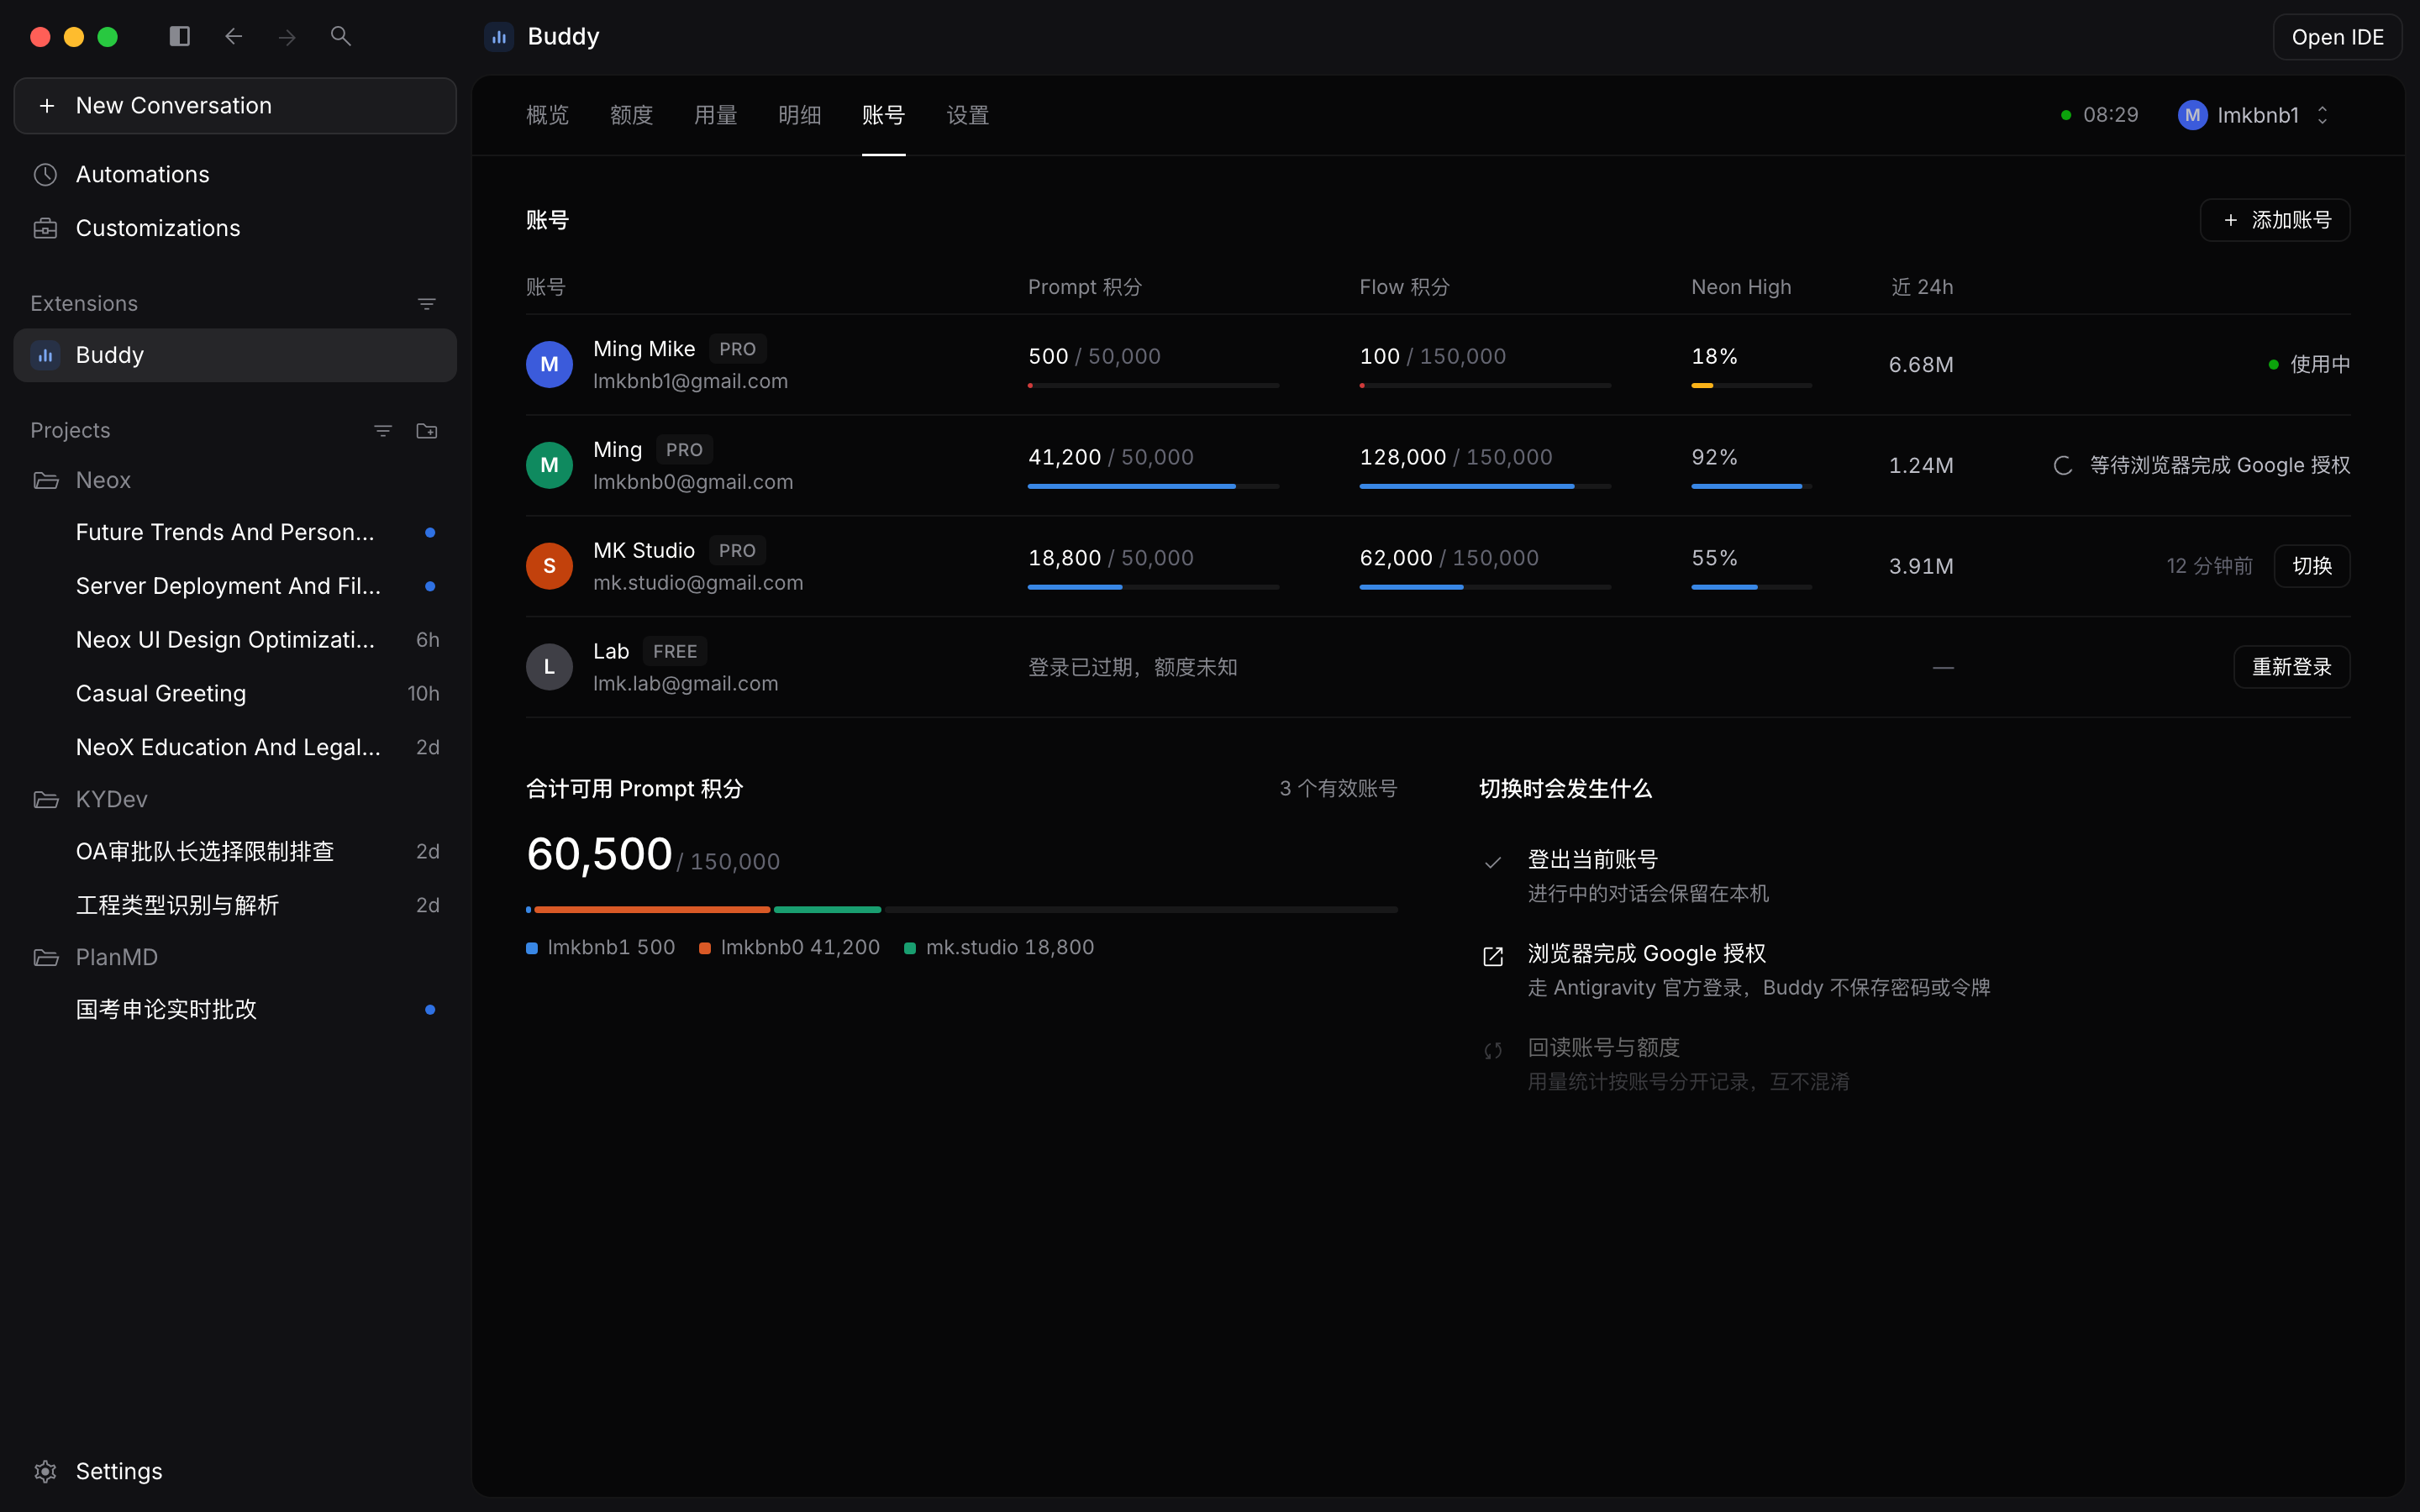 Buddy
Open IDE
New Conversation
Automations
Customizations
Extensions
Buddy
Projects
Neox
Future Trends And Person...
Server Deployment And Fil...
Neox UI Design Optimizati... 6h
Casual Greeting 10h
NeoX Education And Legal... 2d
KYDev
OA审批队长选择限制排查 2d
工程类型识别与解析 2d
PlanMD
国考申论实时批改
Settings
概览 额度 用量 明细 账号 设置
08:29 M lmkbnb1
账号
+ 添加账号
账号 Prompt 积分 Flow 积分 Neon High 近 24h
M Ming Mike PRO 500 / 50,000 100 / 150,000 18% 6.68M 使用中
lmkbnb1@gmail.com
M Ming PRO 41,200 / 50,000 128,000 / 150,000 92% 1.24M 等待浏览器完成 Google 授权
lmkbnb0@gmail.com
S MK Studio PRO 18,800 / 50,000 62,000 / 150,000 55% 3.91M 12 分钟前 切换
mk.studio@gmail.com
L Lab FREE 登录已过期，额度未知 — 重新登录
lmk.lab@gmail.com
合计可用 Prompt 积分 3 个有效账号
60,500 / 150,000
lmkbnb1 500 lmkbnb0 41,200 mk.studio 18,800
切换时会发生什么
登出当前账号
进行中的对话会保留在本机
浏览器完成 Google 授权
走 Antigravity 官方登录，Buddy 不保存密码或令牌
回读账号与额度
用量统计按账号分开记录，互不混淆